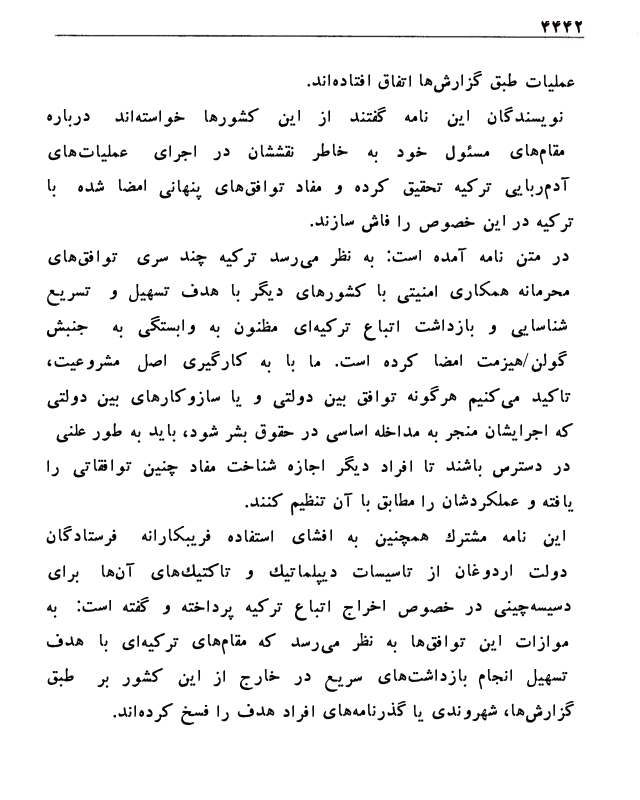 ۴۴۴۲
عملیات طبق گزارش‌ها اتفاق افتاده‌اند.
نویسندگان این نامه گفتند از این کشورها خواسته‌اند درباره
مقام‌های مسئول خود به خاطر نقششان در اجرای عملیات‌های
آدم‌ربایی ترکیه تحقیق کرده و مفاد توافق‌های پنهانی امضا شده با
ترکیه در این خصوص را فاش سازند.
در متن نامه آمده است: به نظر می‌رسد ترکیه چند سری توافق‌های
محرمانه همکاری امنیتی با کشورهای دیگر با هدف تسهیل و تسریع
شناسایی و بازداشت اتباع ترکیه‌ای مظنون به وابستگی به جنبش
گولن/هیزمت امضا کرده است. ما با به کارگیری اصل مشروعیت،
تاکید می‌کنیم هرگونه توافق بین دولتی و یا سازوکارهای بین دولتی
که اجرایشان منجر به مداخله اساسی در حقوق بشر شود، باید به طور علنی
در دسترس باشند تا افراد دیگر اجازه شناخت مفاد چنین توافقاتی را
یافته و عملکردشان را مطابق با آن تنظیم کنند.
این نامه مشترك همچنین به افشای استفاده فریبکارانه فرستادگان
دولت اردوغان از تاسیسات دیپلماتیك و تاکتیك‌های آن‌ها برای
دسیسه‌چینی در خصوص اخراج اتباع ترکیه پرداخته و گفته است: به
موازات این توافق‌ها به نظر می‌رسد که مقام‌های ترکیه‌ای با هدف
تسهیل انجام بازداشت‌های سریع در خارج از این کشور بر طبق
گزارش‌ها، شهروندی یا گذرنامه‌های افراد هدف را فسخ کرده‌اند.